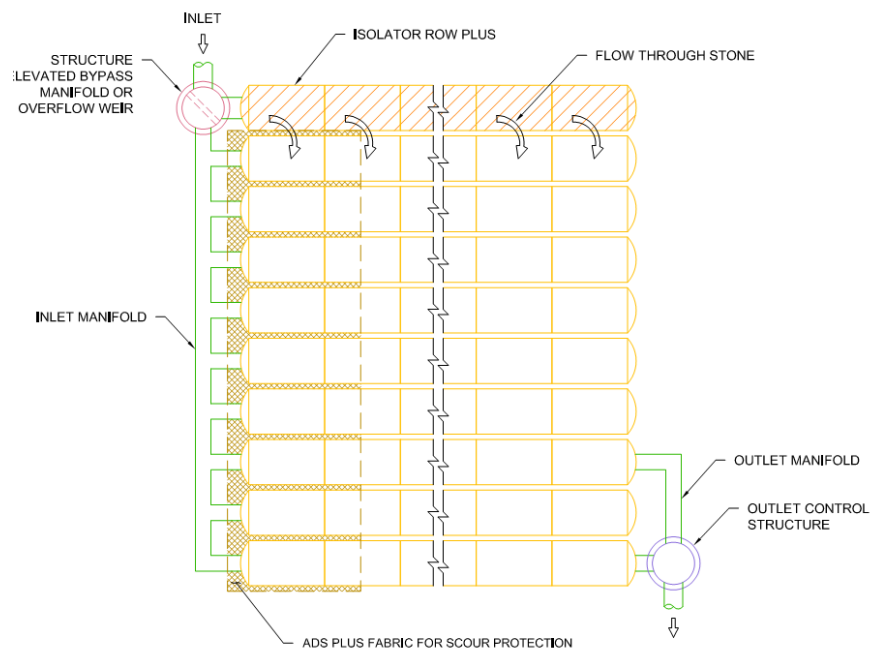 INLET
ISOLATOR ROW PLUS
FLOW THROUGH STONE
STRUCTURE
ELEVATED BYPASS
MANIFOLD OR
OVERFLOW WEIR
INLET MANIFOLD
OUTLET MANIFOLD
OUTLET CONTROL
STRUCTURE
ADS PLUS FABRIC FOR SCOUR PROTECTION